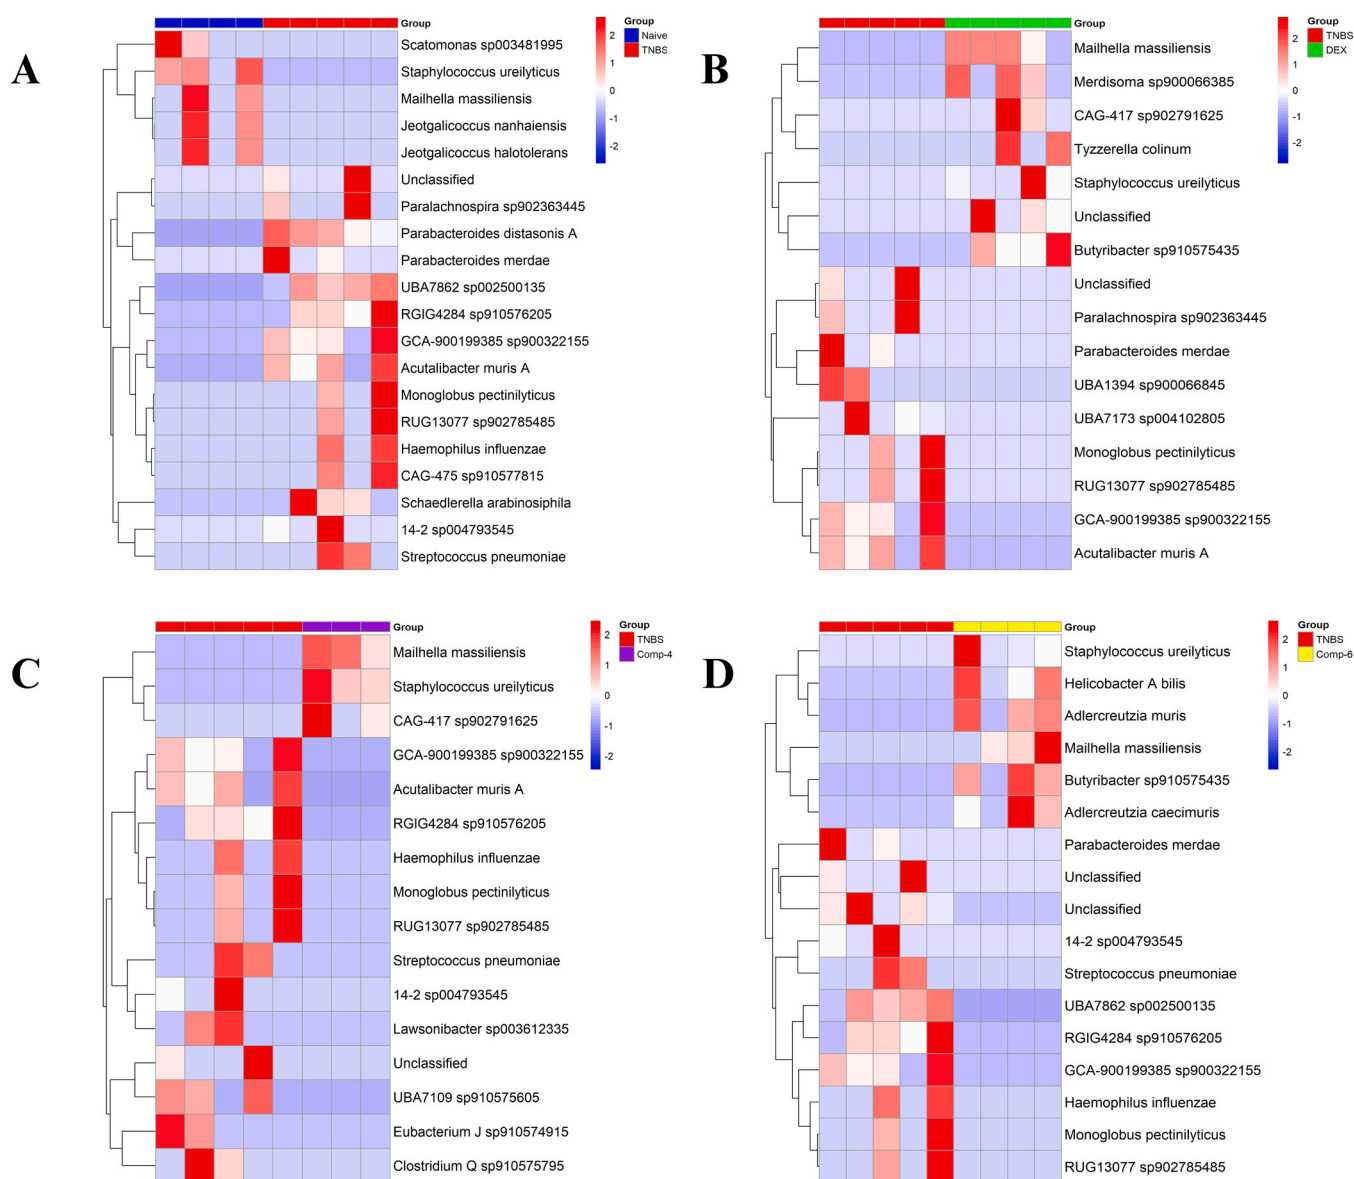 A
Group
Scatomonas sp003481995
Staphylococcus ureilyticus
Mailhella massiliensis
Jeotgalicoccus nanhaiensis
Jeotgalicoccus halotolerans
Unclassified
Paralachnospira sp902363445
Parabacteroides distasonis A
Parabacteroides merdae
UBA7862 sp002500135
RGIG4284 sp910576205
GCA-900199385 sp900322155
Acutalibacter muris A
Monoglobus pectinilyticus
RUG13077 sp902785485
Haemophilus influenzae
CAG-475 sp910577815
Schaedlerella arabinosiphila
14-2 sp004793545
Streptococcus pneumoniae
2
1
0
-1
-2
Group
Naive
TNBS
B
Group
Mailhella massiliensis
Merdisoma sp900066385
CAG-417 sp902791625
Tyzzerella colinum
Staphylococcus ureilyticus
Unclassified
Butyribacter sp910575435
Unclassified
Paralachnospira sp902363445
Parabacteroides merdae
UBA1394 sp900066845
UBA7173 sp004102805
Monoglobus pectinilyticus
RUG13077 sp902785485
GCA-900199385 sp900322155
Acutalibacter muris A
2
1
0
-1
-2
Group
TNBS
DEX
C
Group
Mailhella massiliensis
Staphylococcus ureilyticus
CAG-417 sp902791625
GCA-900199385 sp900322155
Acutalibacter muris A
RGIG4284 sp910576205
Haemophilus influenzae
Monoglobus pectinilyticus
RUG13077 sp902785485
Streptococcus pneumoniae
14-2 sp004793545
Lawsonibacter sp003612335
Unclassified
UBA7109 sp910575605
Eubacterium J sp910574915
Clostridium Q sp910575795
2
1
0
-1
-2
Group
TNBS
Comp-4
D
Group
Staphylococcus ureilyticus
Helicobacter A bilis
Adlercreutzia muris
Mailhella massiliensis
Butyribacter sp910575435
Adlercreutzia caecimuris
Parabacteroides merdae
Unclassified
Unclassified
14-2 sp004793545
Streptococcus pneumoniae
UBA7862 sp002500135
RGIG4284 sp910576205
GCA-900199385 sp900322155
Haemophilus influenzae
Monoglobus pectinilyticus
RUG13077 sp902785485
2
1
0
-1
-2
Group
TNBS
Comp-6